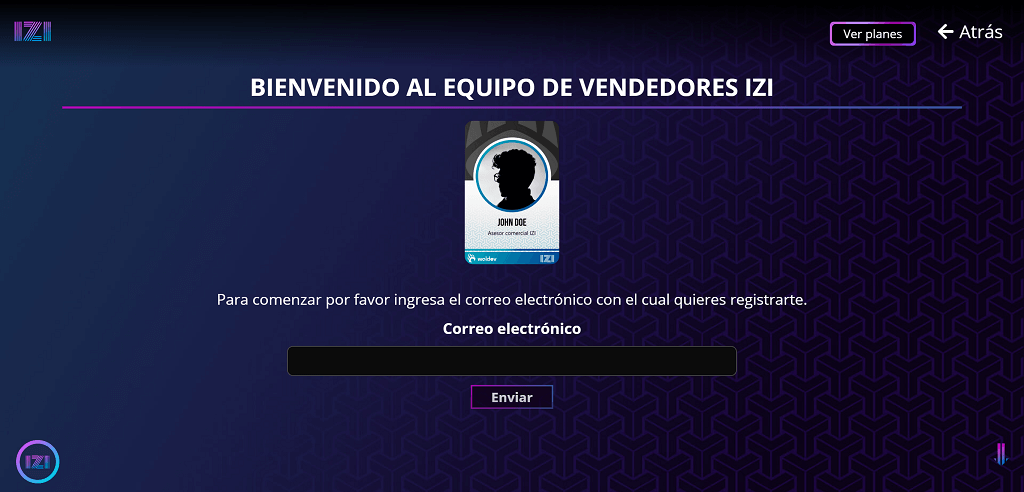 IZI
Ver planes
Atrás
BIENVENIDO AL EQUIPO DE VENDEDORES IZI
JOHN DOE
Asesor comercial IZI
woldev
IZI
Para comenzar por favor ingresa el correo electrónico con el cual quieres registrarte.
Correo electrónico
Enviar
IZI